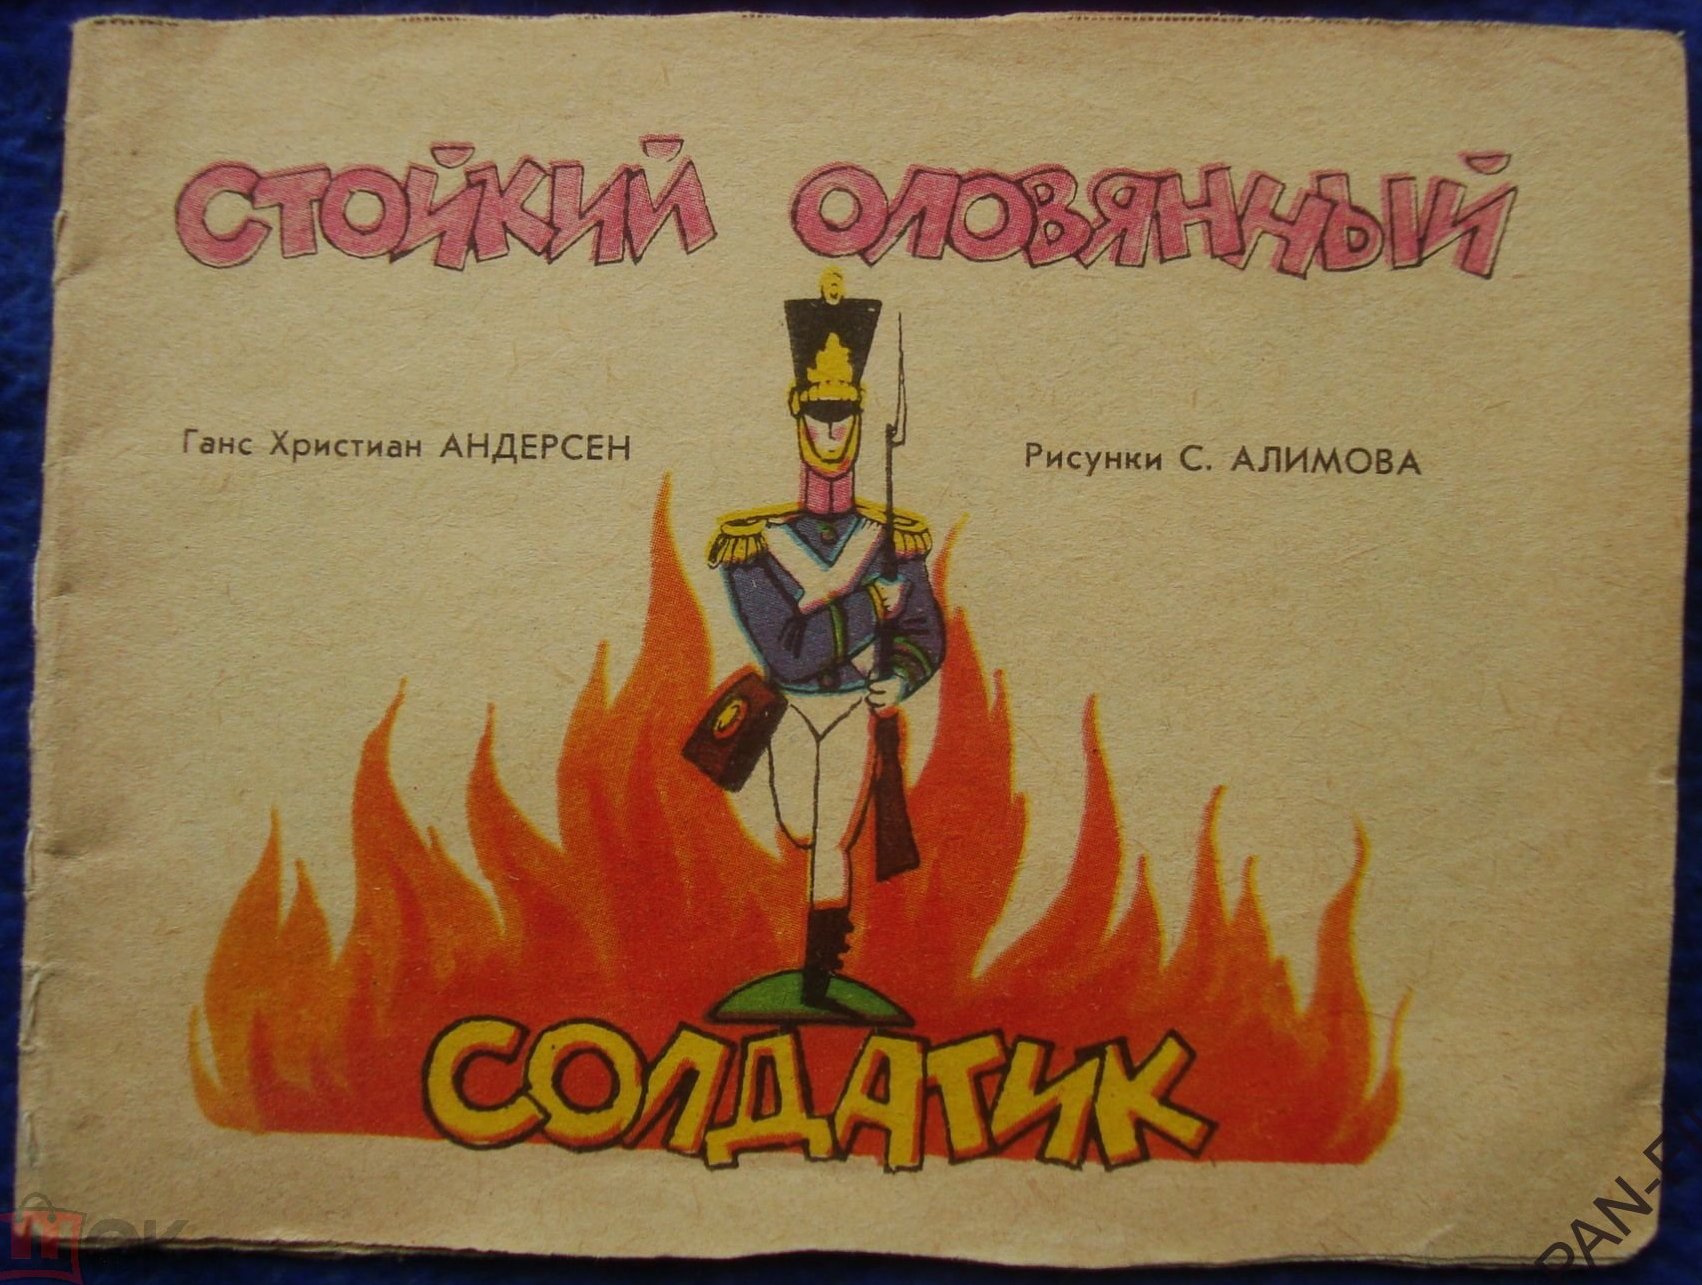 СТОЙКИЙ ОЛОВЯННЫЙ
Ганс Христиан АНДЕРСЕН
Рисунки С. АЛИМОВА
СОЛДАТИК